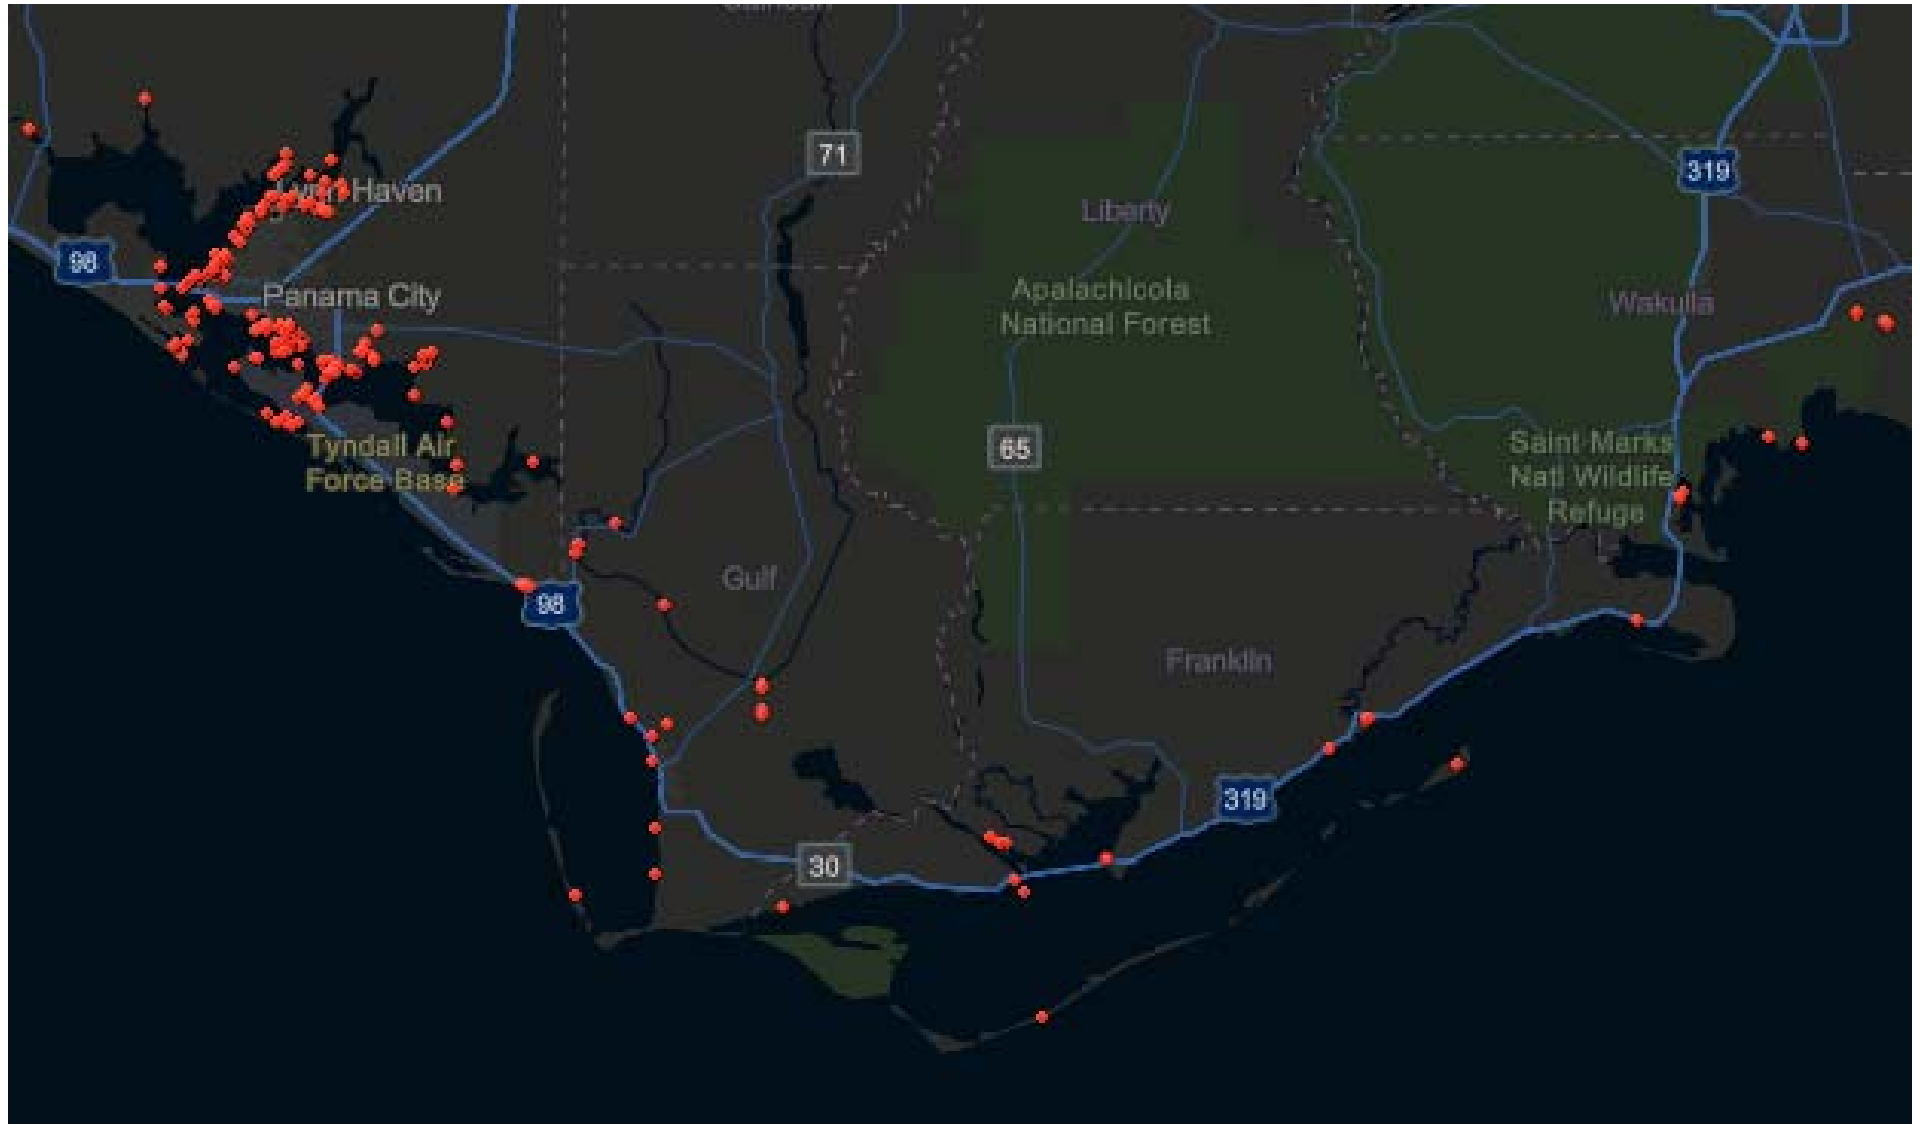 Calhoun
71
319
Lynn Haven
Liberty
98
Panama City
Apalachicola
National Forest
Wakulla
Tyndall Air
Force Base
65
Saint Marks
Natl Wildlife
Refuge
Gulf
98
Franklin
319
30